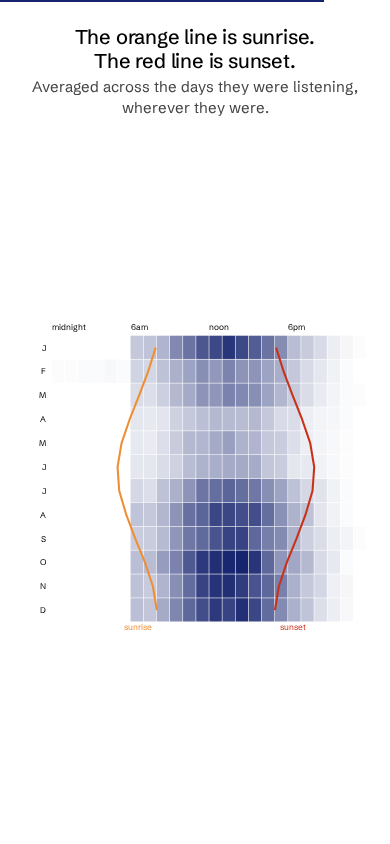 The orange line is sunrise.
The red line is sunset.
Averaged across the days they were listening,
wherever they were.
midnight 6am noon 6pm
J
F
M
A
M
J
J
A
S
O
N
D
sunrise sunset